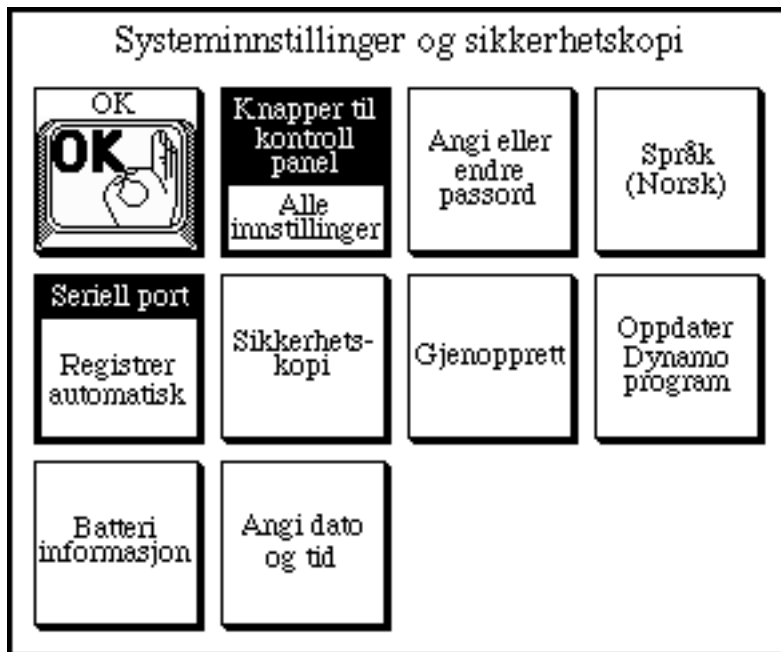 Systeminnstillinger og sikkerhetskopi
OK
OK
Knapper til
kontroll
panel
Alle
innstillinger
Angi eller
endre
passord
Språk
(Norsk)
Seriell port
Registrer
automatisk
Sikkerhets-
kopi
Gjenopprett
Oppdater
Dynamo
program
Batteri
informasjon
Angi dato
og tid